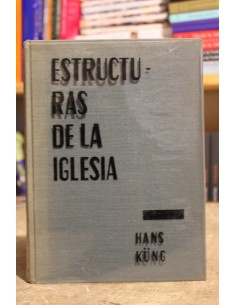 ESTRUCTU-
RAS
DE LA
IGLESIA
HANS
KÜNG